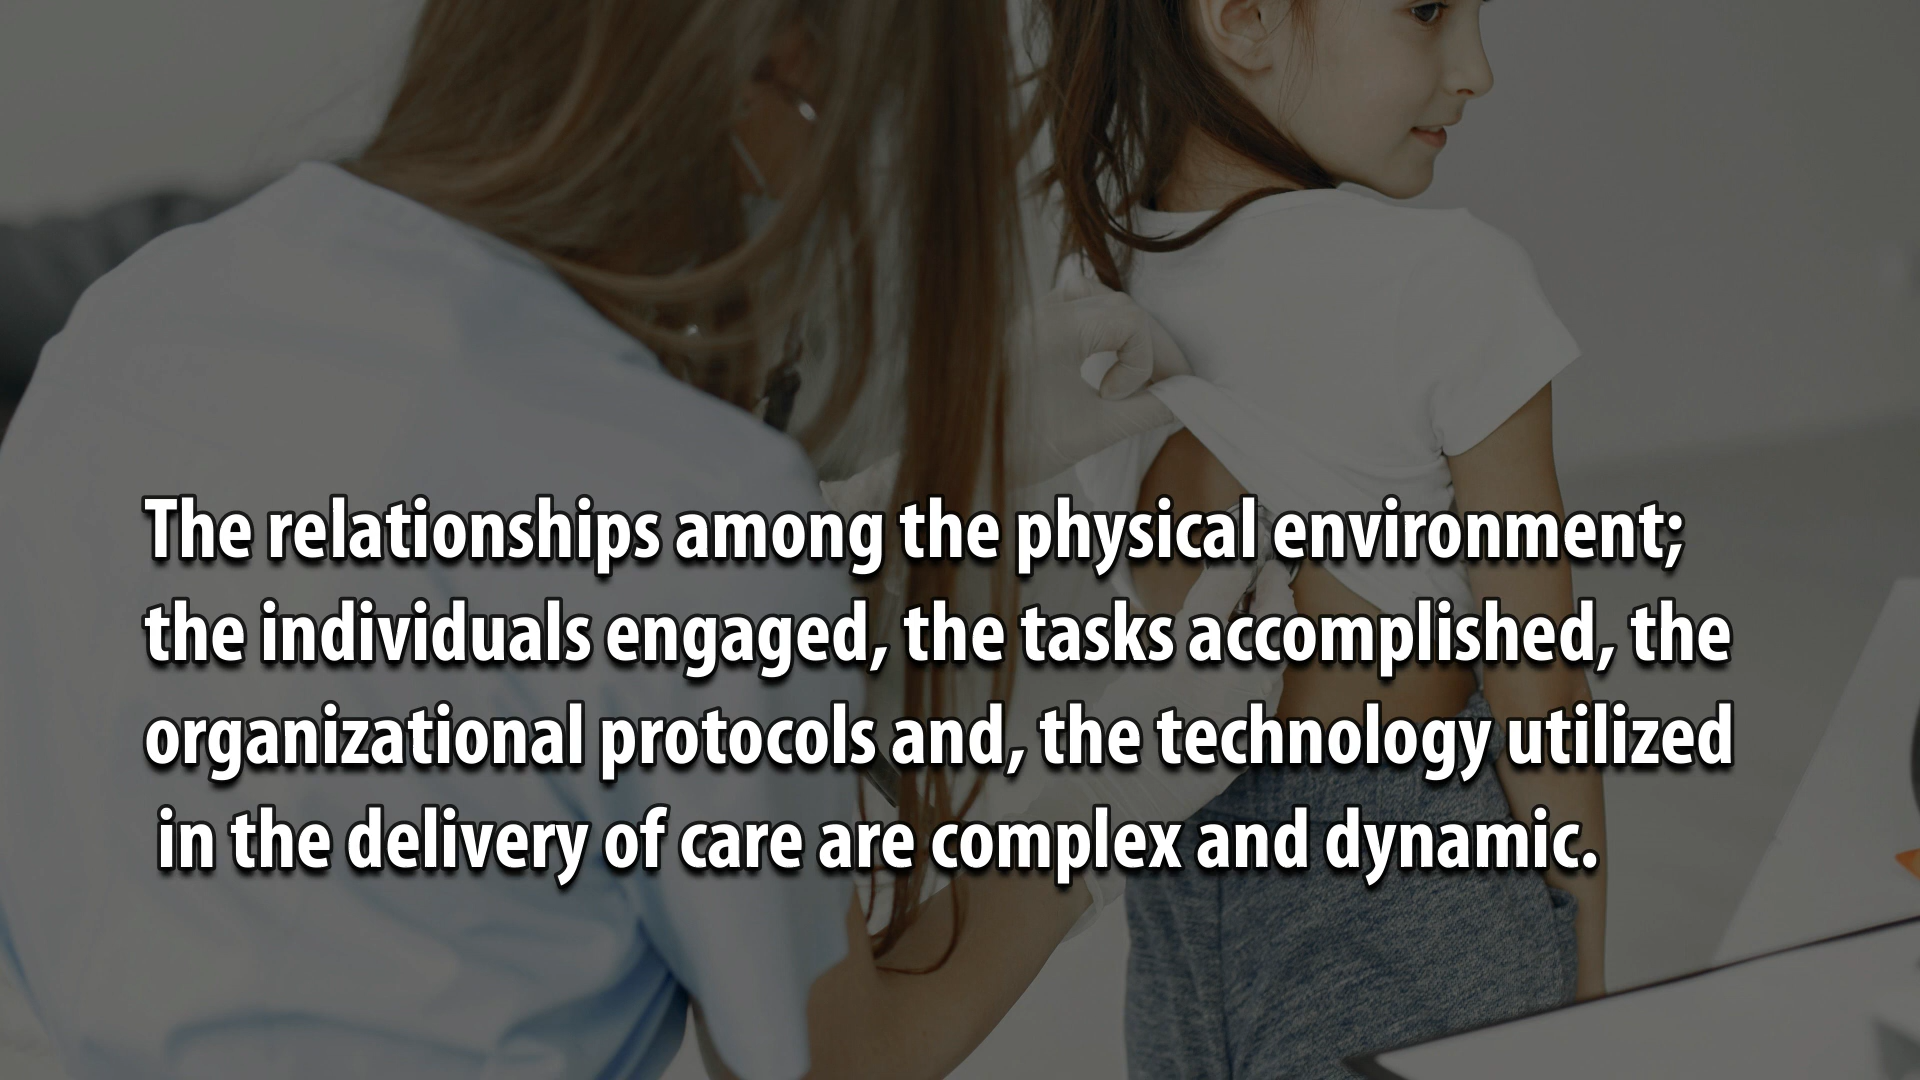 The relationships among the physical environment;
the individuals engaged, the tasks accomplished, the
organizational protocols and, the technology utilized
in the delivery of care are complex and dynamic.